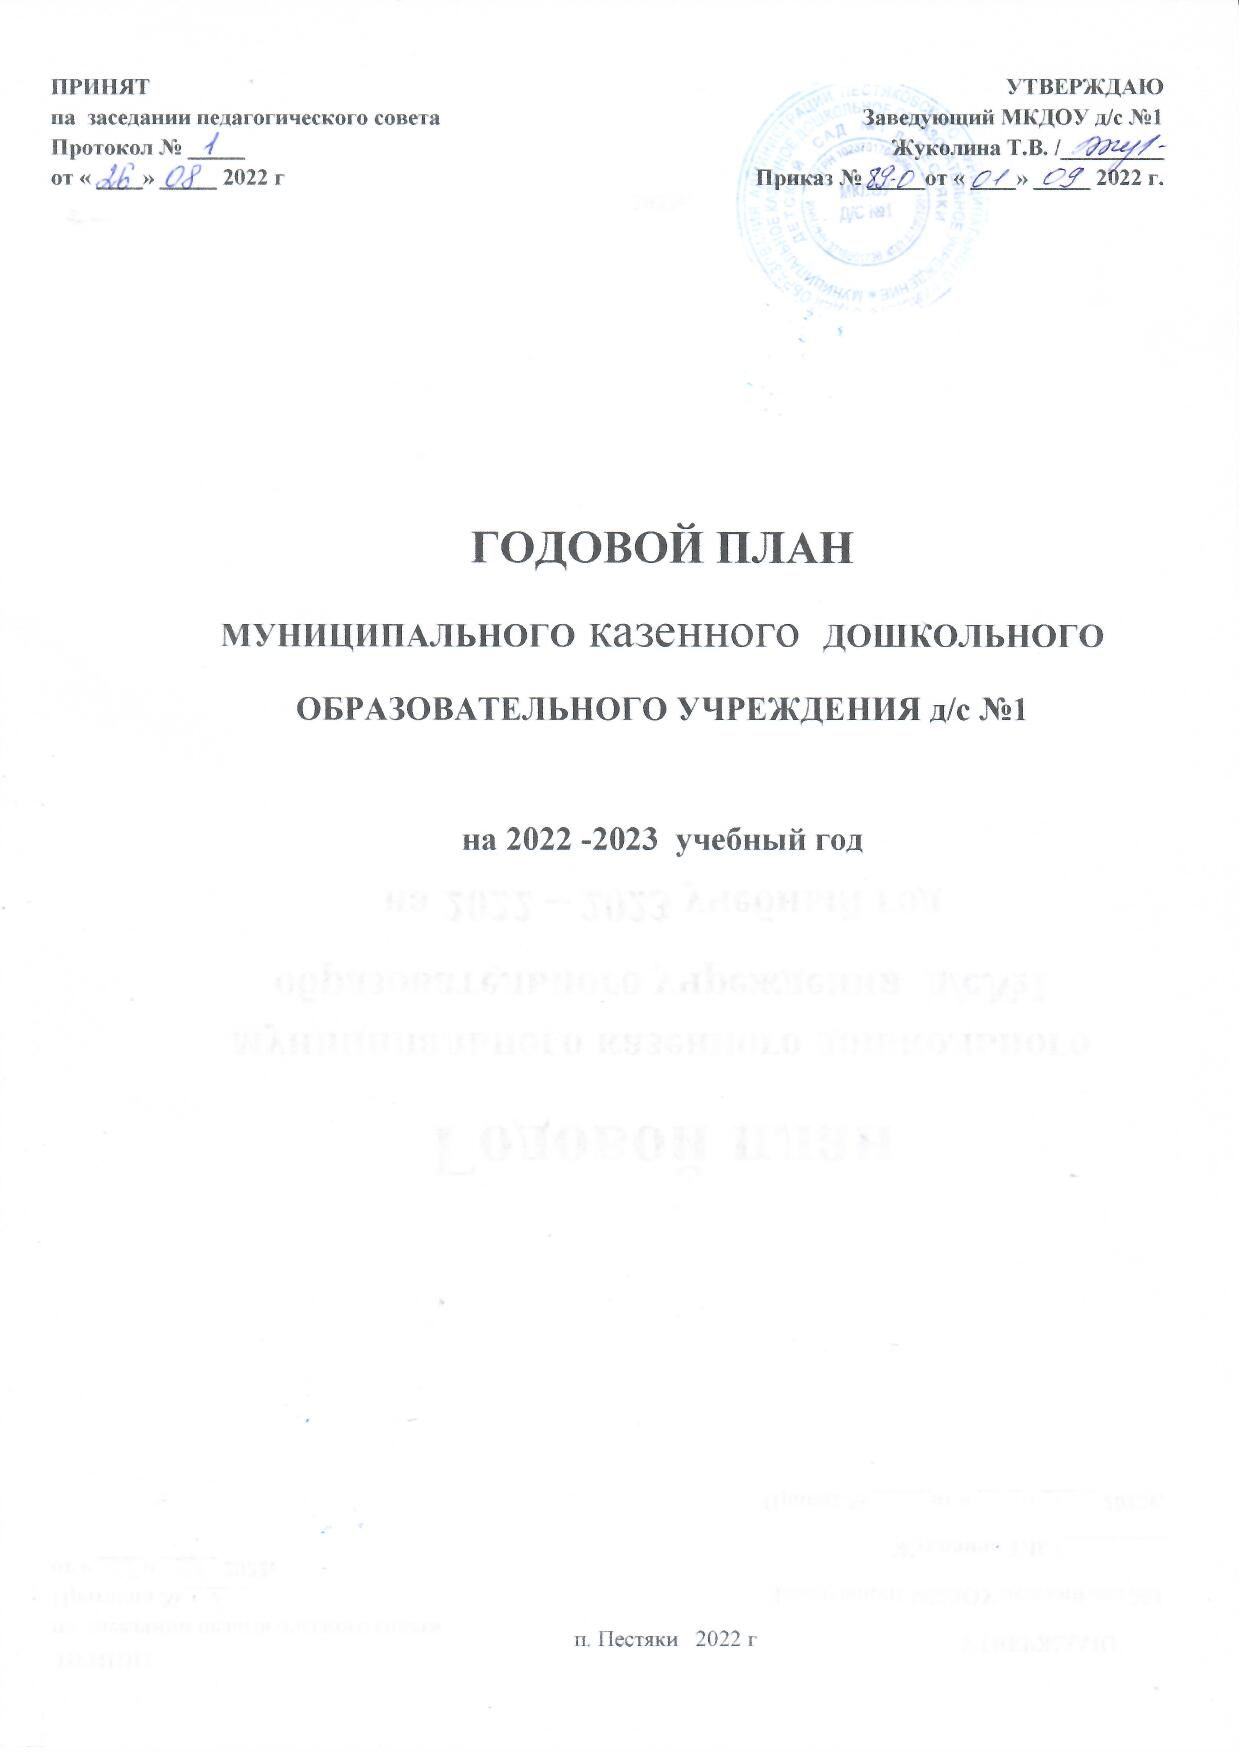 ПРИНЯТ
на заседании педагогического совета
Протокол № 1
от « 26 » 08 2022 г
УТВЕРЖДАЮ
Заведующий МКДОУ д/с №1
Жуколина Т.В. /
Приказ № 89-О от « 01 » 09 2022 г.
МКДОУ
Д/С №1
ГОДОВОЙ ПЛАН
МУНИЦИПАЛЬНОГО казенного ДОШКОЛЬНОГО
ОБРАЗОВАТЕЛЬНОГО УЧРЕЖДЕНИЯ д/с №1
на 2022 -2023 учебный год
п. Пестяки 2022 г